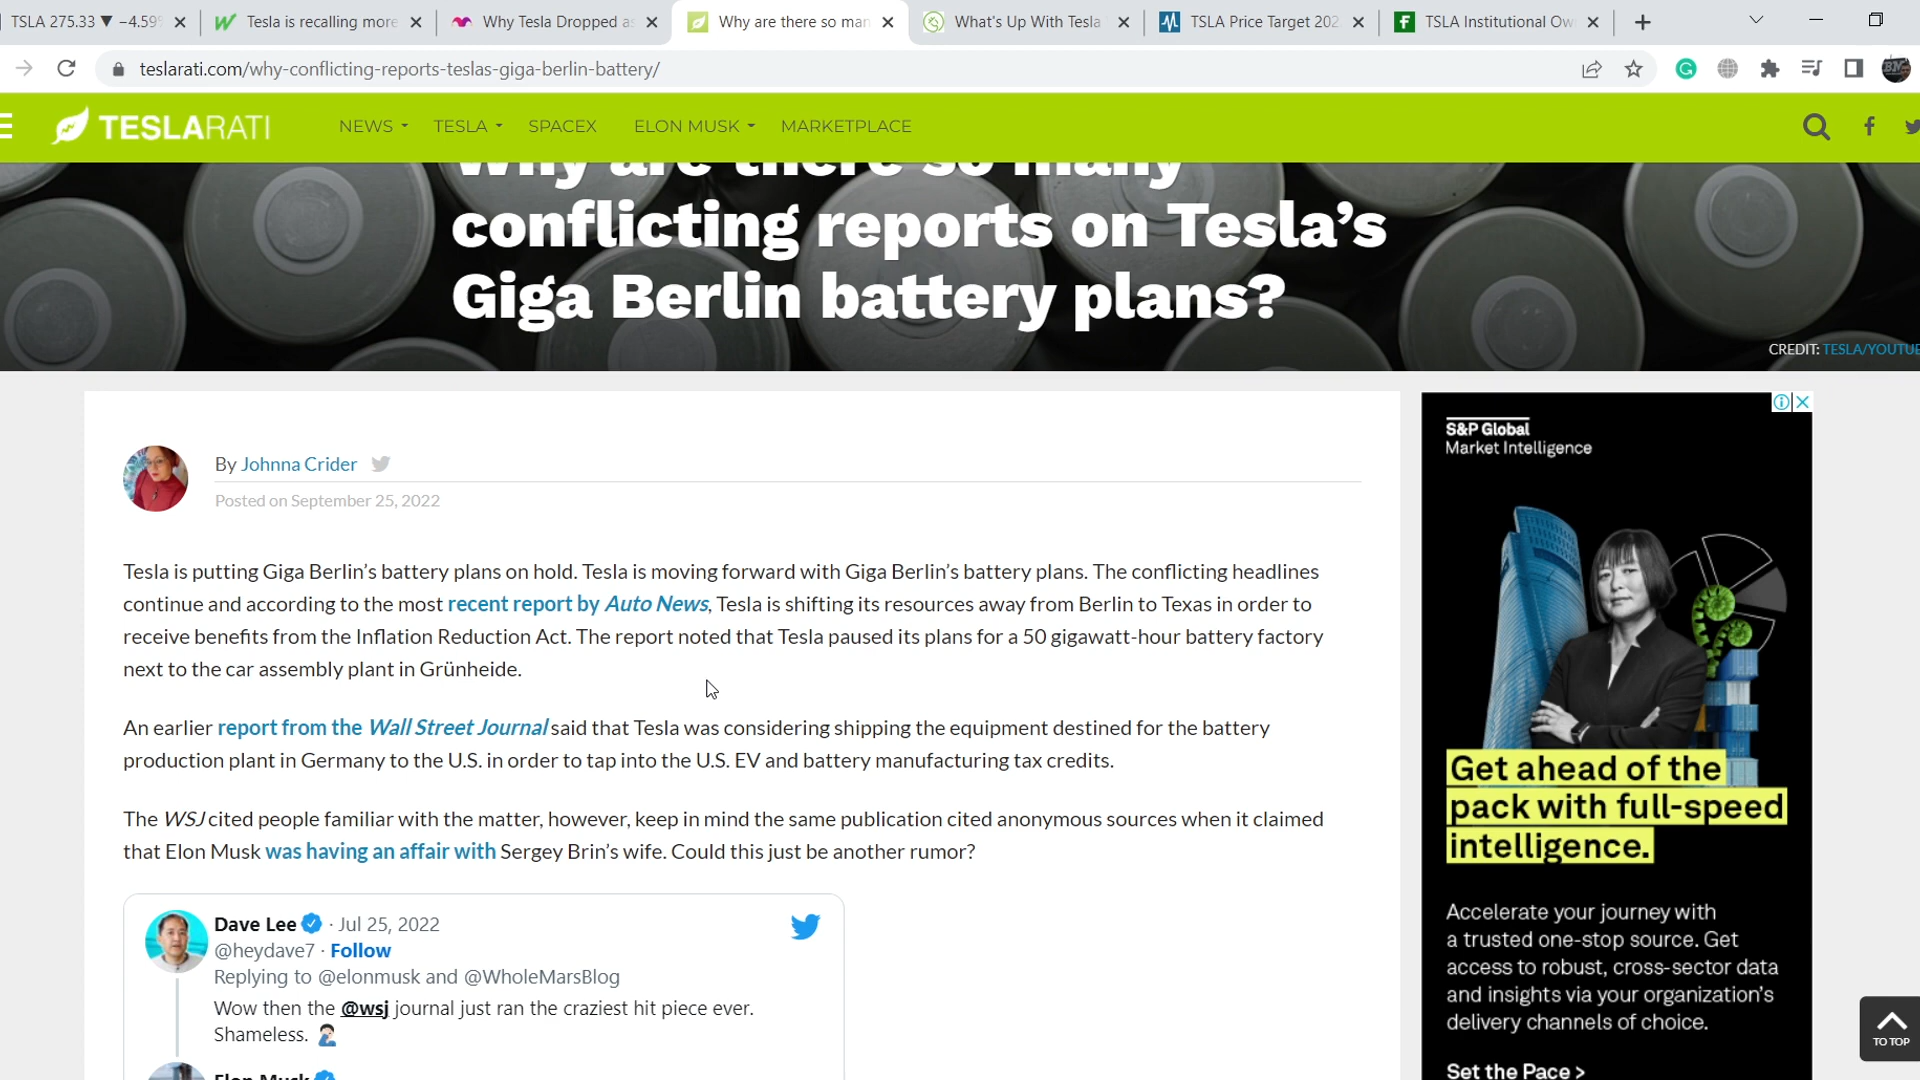 TSLA 275.33 ▼ −4.59%
Tesla is recalling more
Why Tesla Dropped as
Why are there so man
What's Up With Tesla
TSLA Price Target 202
TSLA Institutional Ow
teslarati.com/why-conflicting-reports-teslas-giga-berlin-battery/
TESLARATI
NEWS
TESLA
SPACEX
ELON MUSK
MARKETPLACE
Why are there so many
conflicting reports on Tesla's
Giga Berlin battery plans?
CREDIT: TESLA/YOUTUBE
By Johnna Crider
Posted on September 25, 2022
Tesla is putting Giga Berlin's battery plans on hold. Tesla is moving forward with Giga Berlin's battery plans. The conflicting headlines
continue and according to the most recent report by Auto News, Tesla is shifting its resources away from Berlin to Texas in order to
receive benefits from the Inflation Reduction Act. The report noted that Tesla paused its plans for a 50 gigawatt-hour battery factory
next to the car assembly plant in Grünheide.
An earlier report from the Wall Street Journal said that Tesla was considering shipping the equipment destined for the battery
production plant in Germany to the U.S. in order to tap into the U.S. EV and battery manufacturing tax credits.
The WSJ cited people familiar with the matter, however, keep in mind the same publication cited anonymous sources when it claimed
that Elon Musk was having an affair with Sergey Brin's wife. Could this just be another rumor?
Dave Lee · Jul 25, 2022
@heydave7 · Follow
Replying to @elonmusk and @WholeMarsBlog
Wow then the @wsj journal just ran the craziest hit piece ever.
Shameless.
Elon Musk
S&P Global
Market Intelligence
Get ahead of the
pack with full-speed
intelligence.
Accelerate your journey with
a trusted one-stop source. Get
access to robust, cross-sector data
and insights via your organization's
delivery channels of choice.
Set the Pace >
TO TOP